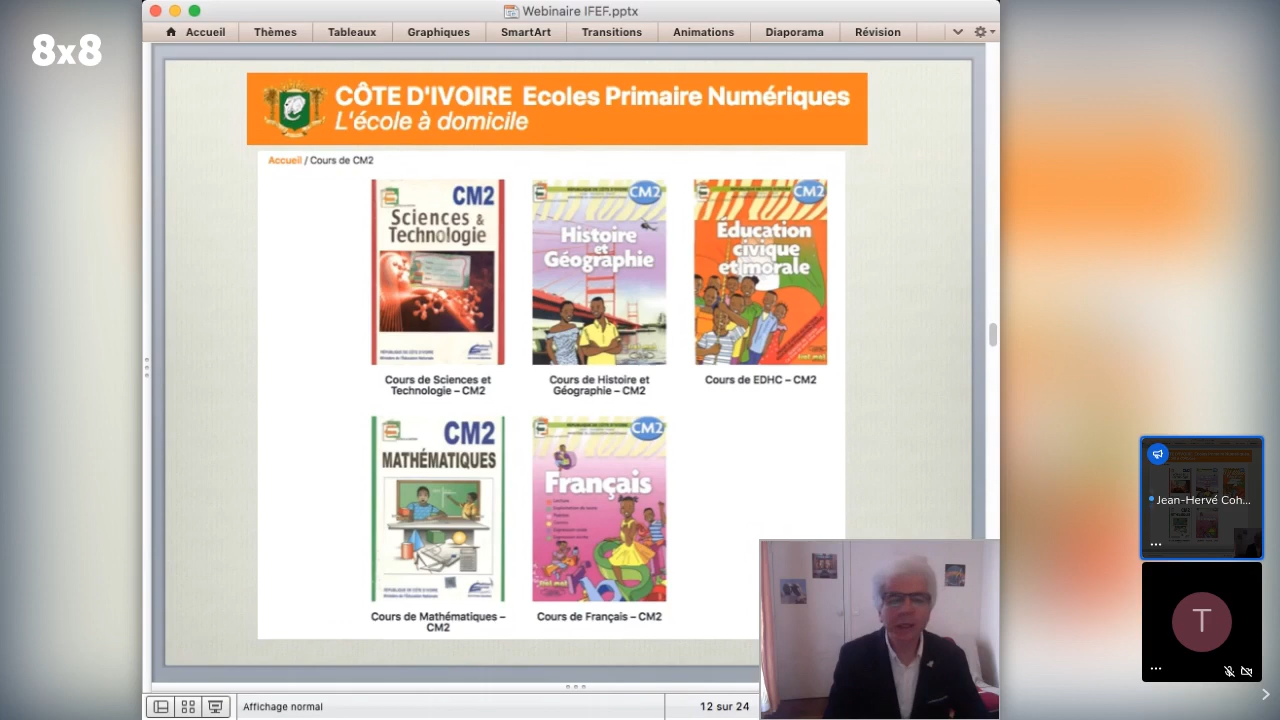 8x8
Webinaire IFEF.pptx
Accueil Thèmes Tableaux Graphiques SmartArt Transitions Animations Diaporama Révision
CÔTE D'IVOIRE Ecoles Primaire Numériques
L'école à domicile
Accueil / Cours de CM2
CM2
Sciences &
Technologie
CM2
Histoire
et
Géographie
CM2
Éducation
civique
et morale
Cours de Sciences et
Technologie – CM2
Cours de Histoire et
Géographie – CM2
Cours de EDHC – CM2
CM2
MATHÉMATIQUES
CM2
Français
Cours de Mathématiques –
CM2
Cours de Français – CM2
Jean-Hervé Coh...
T
Affichage normal
12 sur 24